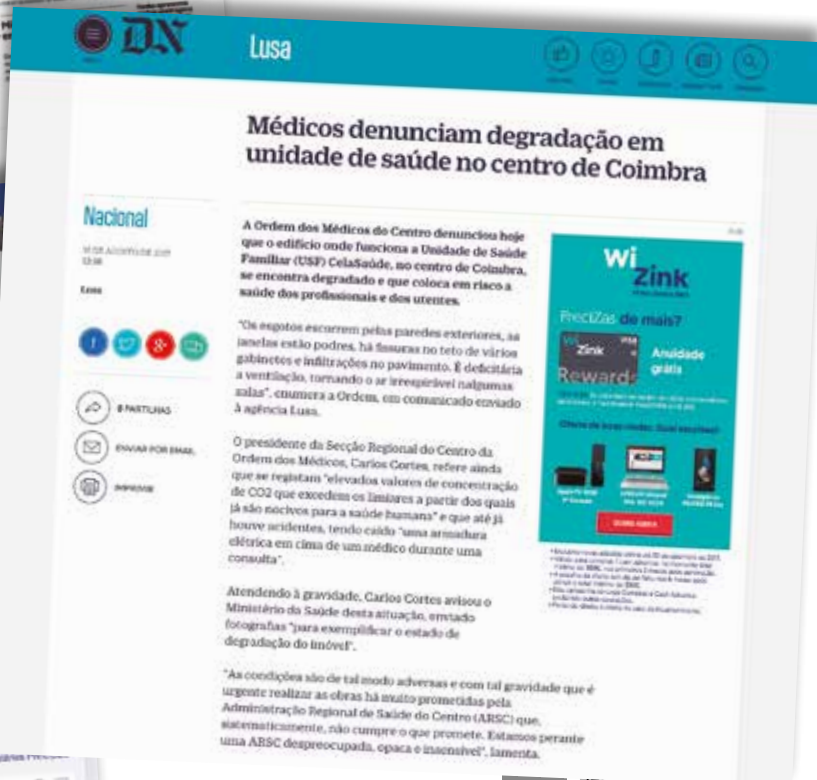 DN
Lusa
Médicos denunciam degradação em
unidade de saúde no centro de Coimbra
Nacional
Lusa
0 PARTILHAS
ENVIAR POR EMAIL
IMPRIMIR
A Ordem dos Médicos do Centro denunciou hoje
que o edifício onde funciona a Unidade de Saúde
Familiar (USF) CelaSaúde, no centro de Coimbra,
se encontra degradado e que coloca em risco a
saúde dos profissionais e dos utentes.
"Os esgotos escorrem pelas paredes exteriores, as
janelas estão podres, há fissuras no teto de vários
gabinetes e infiltrações no pavimento. É deficitária
a ventilação, tornando o ar irrespirável nalgumas
salas", enumera a Ordem, em comunicado enviado
à agência Lusa.
O presidente da Secção Regional do Centro da
Ordem dos Médicos, Carlos Cortes, refere ainda
que se registam "elevados valores de concentração
de CO2 que excedem os limiares a partir dos quais
já são nocivos para a saúde humana" e que até já
houve acidentes, tendo caído "uma armadura
elétrica em cima de um médico durante uma
consulta".
Atendendo à gravidade, Carlos Cortes avisou o
Ministério da Saúde desta situação, enviado
fotografias "para exemplificar o estado de
degradação do imóvel".
"As condições são de tal modo adversas e com tal gravidade que é
urgente realizar as obras há muito prometidas pela
Administração Regional de Saúde do Centro (ARSC) que,
sistematicamente, não cumpre o que promete. Estamos perante
uma ARSC despreocupada, opaca e insensível", lamenta.
Wi
Zink
PreciZas de mais?
Wi
Zink
VISA
Rewards
Anuidade
grátis